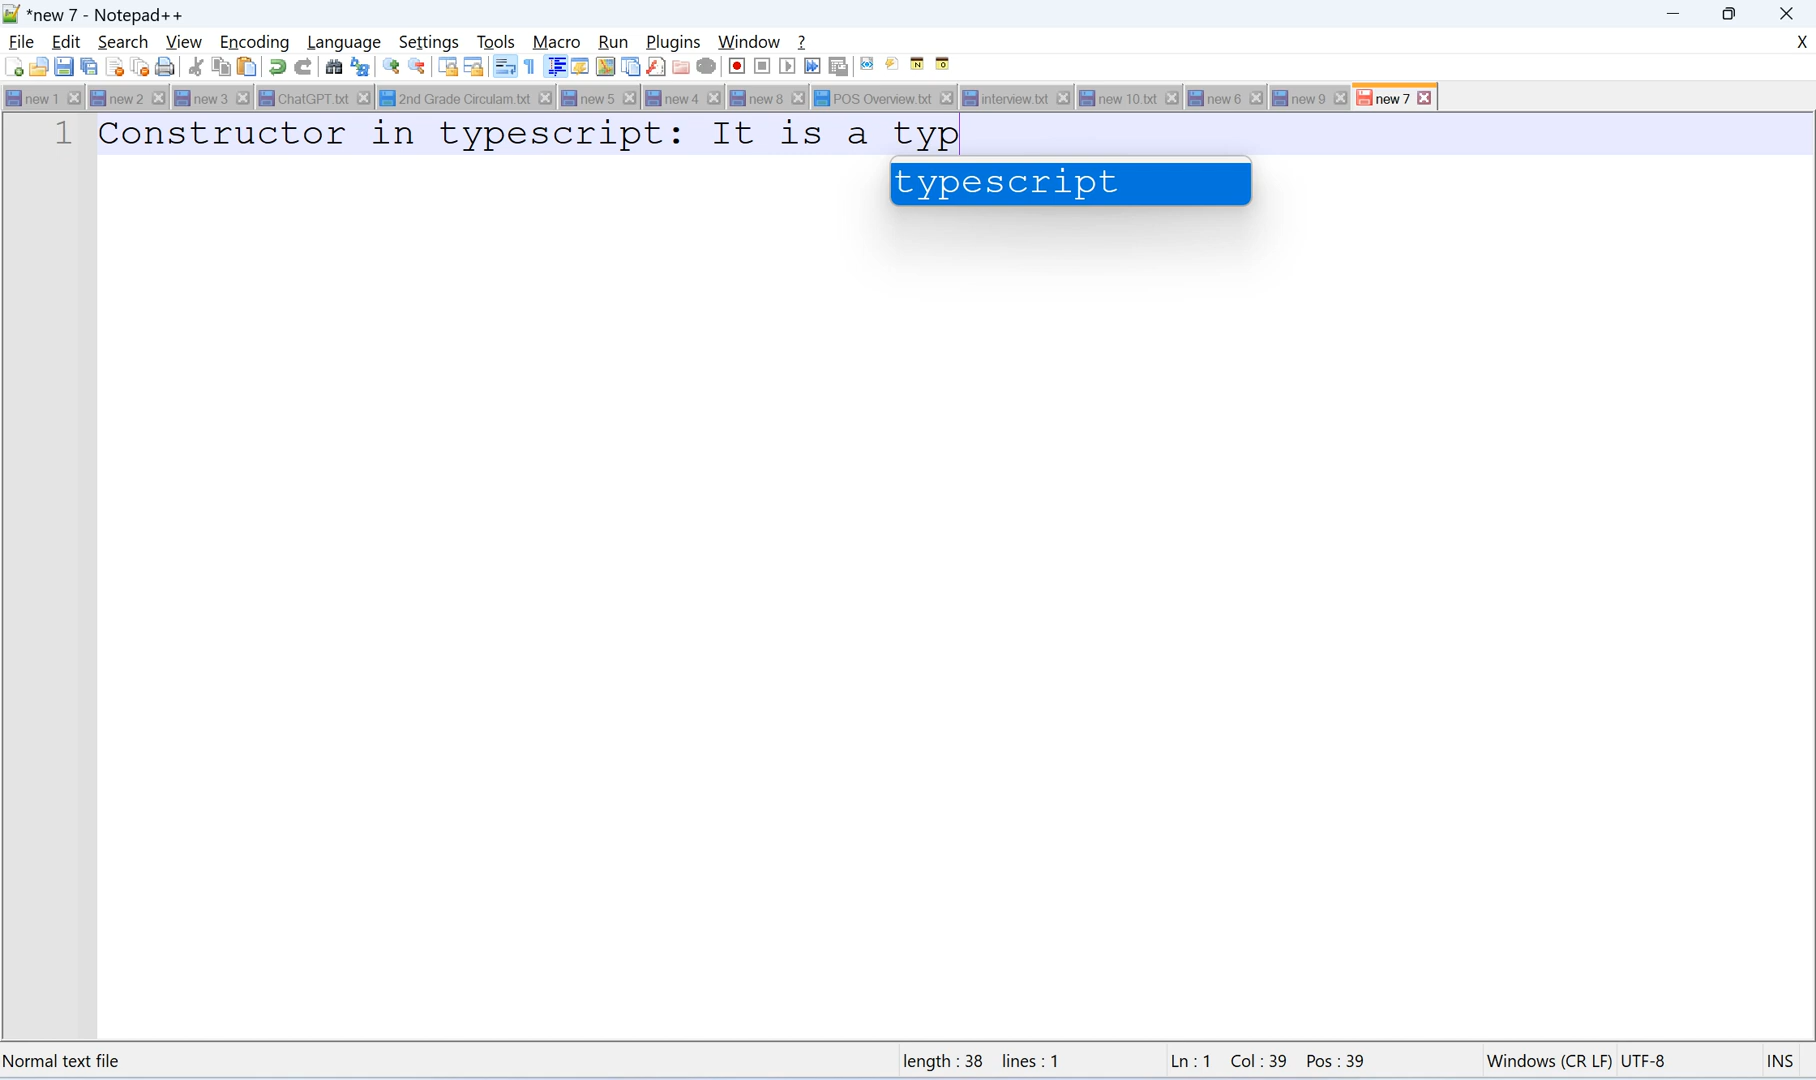 *new 7 - Notepad++
File Edit Search View Encoding Language Settings Tools Macro Run Plugins Window ? X
new 1 new 2 new 3 ChatGPT.txt 2nd Grade Circulam.txt new 5 new 4 new 8 POS Overview.txt interview.txt new 10.txt new 6 new 9 new 7
1 Constructor in typescript: It is a typ
typescript
Normal text file length : 38 lines : 1 Ln : 1 Col : 39 Pos : 39 Windows (CR LF) UTF-8 INS